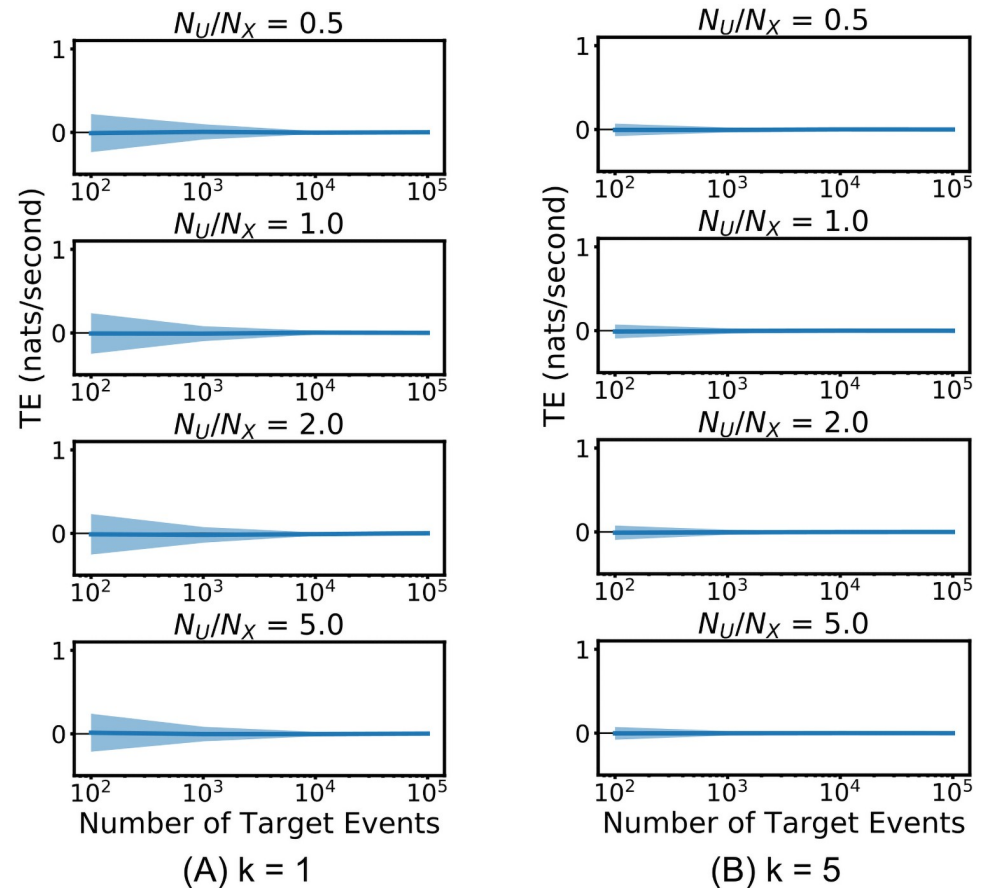 N_U/N_X = 0.5
1
0
10^2 10^3 10^4 10^5
N_U/N_X = 1.0
1
0
10^2 10^3 10^4 10^5
N_U/N_X = 2.0
1
0
10^2 10^3 10^4 10^5
N_U/N_X = 5.0
1
0
10^2 10^3 10^4 10^5
TE (nats/second)
Number of Target Events
(A) k = 1
N_U/N_X = 0.5
1
0
10^2 10^3 10^4 10^5
N_U/N_X = 1.0
1
0
10^2 10^3 10^4 10^5
N_U/N_X = 2.0
1
0
10^2 10^3 10^4 10^5
N_U/N_X = 5.0
1
0
10^2 10^3 10^4 10^5
TE (nats/second)
Number of Target Events
(B) k = 5